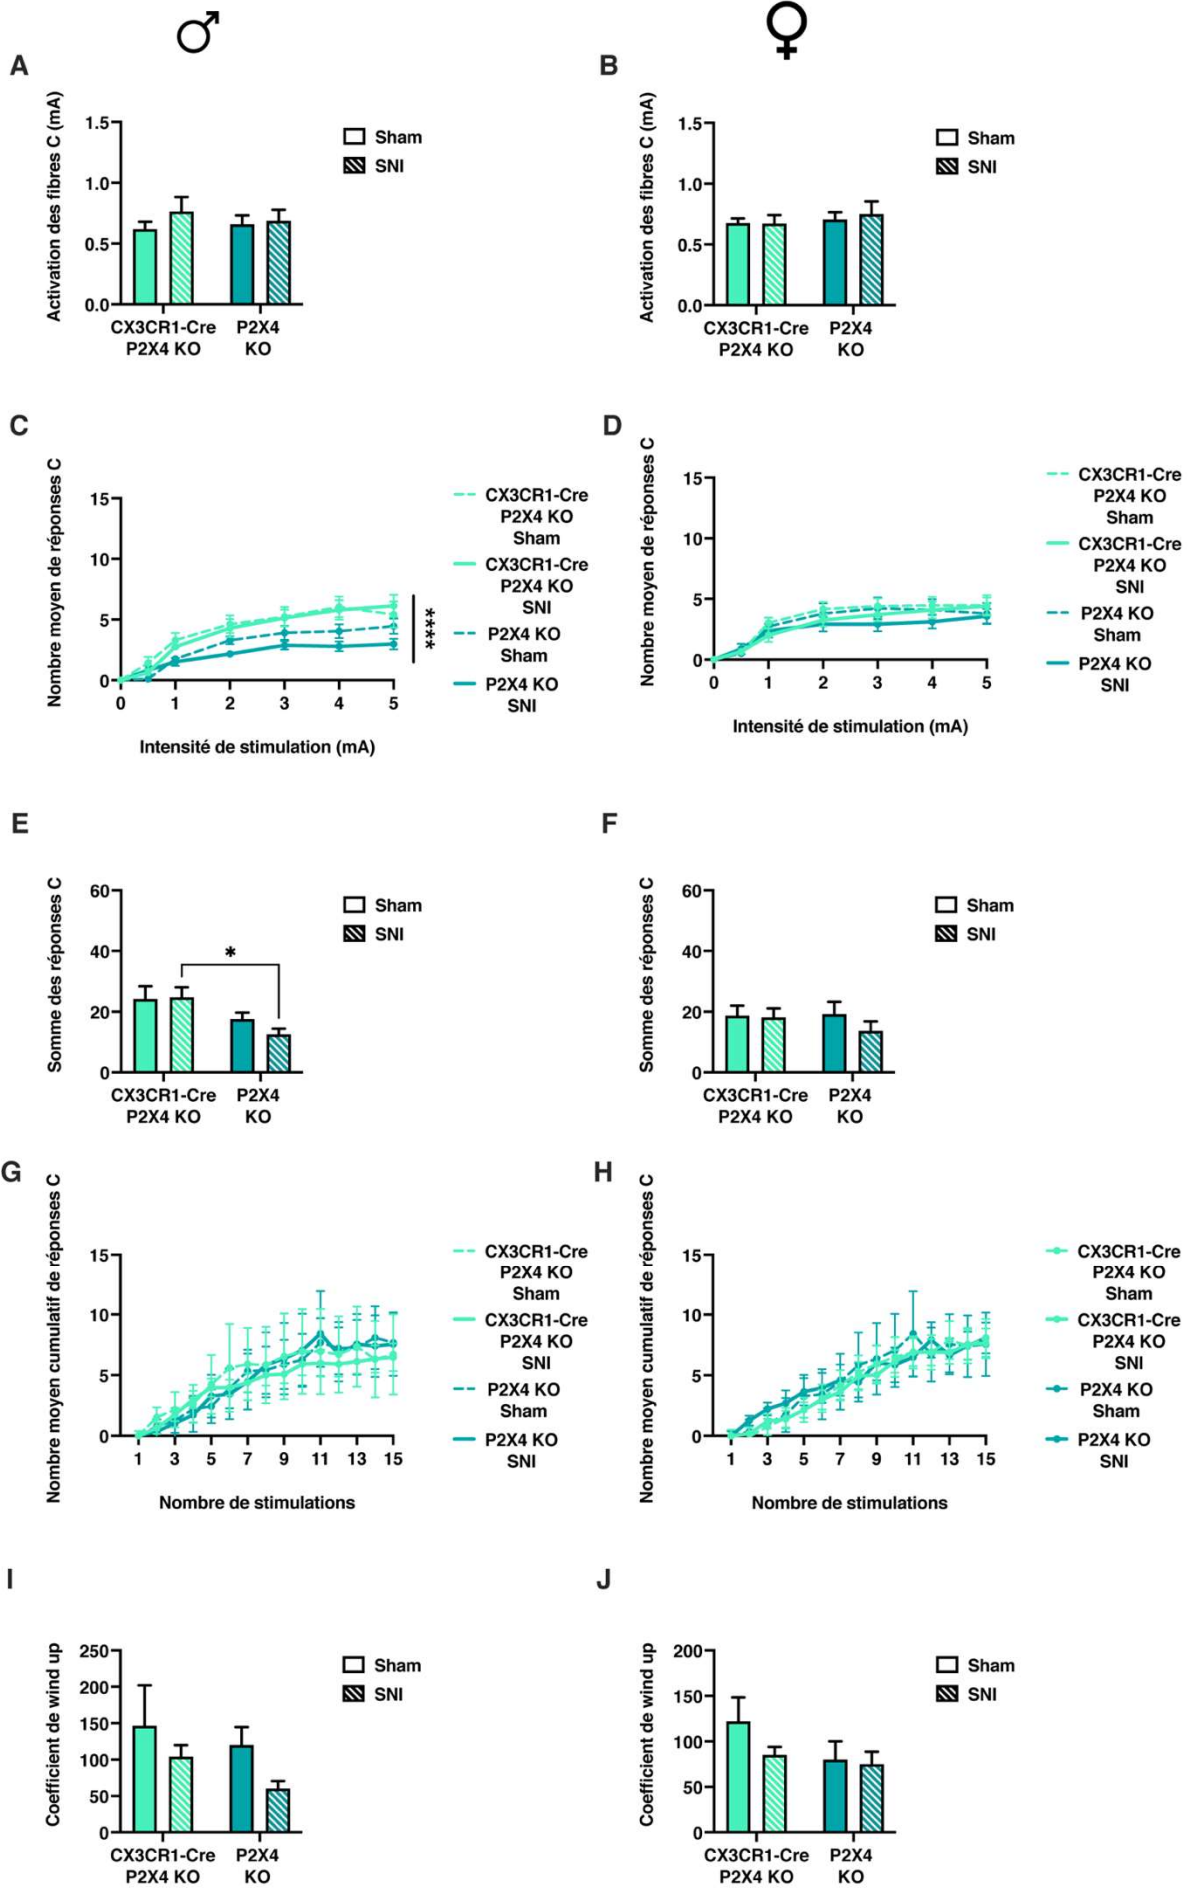 ♂
♀
A
Activation des fibres C (mA)
1.5
1.0
0.5
0.0
CX3CR1-Cre
P2X4 KO
P2X4
KO
Sham
SNI
B
Activation des fibres C (mA)
1.5
1.0
0.5
0.0
CX3CR1-Cre
P2X4 KO
P2X4
KO
Sham
SNI
C
Nombre moyen de réponses C
15
10
5
0
0 1 2 3 4 5
Intensité de stimulation (mA)
****
CX3CR1-Cre
P2X4 KO
Sham
CX3CR1-Cre
P2X4 KO
SNI
P2X4 KO
Sham
P2X4 KO
SNI
D
Nombre moyen de réponses C
15
10
5
0
0 1 2 3 4 5
Intensité de stimulation (mA)
CX3CR1-Cre
P2X4 KO
Sham
CX3CR1-Cre
P2X4 KO
SNI
P2X4 KO
Sham
P2X4 KO
SNI
E
Somme des réponses C
60
40
20
0
*
CX3CR1-Cre
P2X4 KO
P2X4
KO
Sham
SNI
F
Somme des réponses C
60
40
20
0
CX3CR1-Cre
P2X4 KO
P2X4
KO
Sham
SNI
G
Nombre moyen cumulatif de réponses C
15
10
5
0
1 3 5 7 9 11 13 15
Nombre de stimulations
CX3CR1-Cre
P2X4 KO
Sham
CX3CR1-Cre
P2X4 KO
SNI
P2X4 KO
Sham
P2X4 KO
SNI
H
Nombre moyen cumulatif de réponses C
15
10
5
0
1 3 5 7 9 11 13 15
Nombre de stimulations
CX3CR1-Cre
P2X4 KO
Sham
CX3CR1-Cre
P2X4 KO
SNI
P2X4 KO
Sham
P2X4 KO
SNI
I
Coefficient de wind up
250
200
150
100
50
0
CX3CR1-Cre
P2X4 KO
P2X4
KO
Sham
SNI
J
Coefficient de wind up
200
150
100
50
0
CX3CR1-Cre
P2X4 KO
P2X4
KO
Sham
SNI